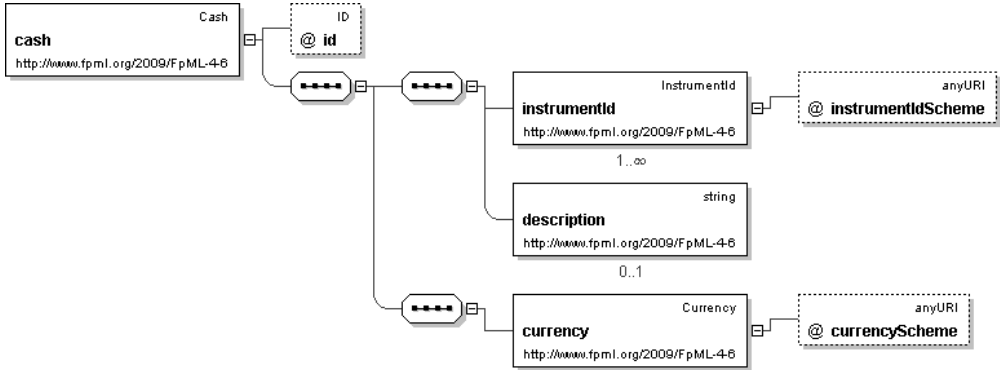 Cash
cash
http://www.fpml.org/2009/FpML-4-6
ID
@ id
InstrumentId
instrumentId
http://www.fpml.org/2009/FpML-4-6
1..∞
anyURI
@ instrumentIdScheme
string
description
http://www.fpml.org/2009/FpML-4-6
0..1
Currency
currency
http://www.fpml.org/2009/FpML-4-6
anyURI
@ currencyScheme